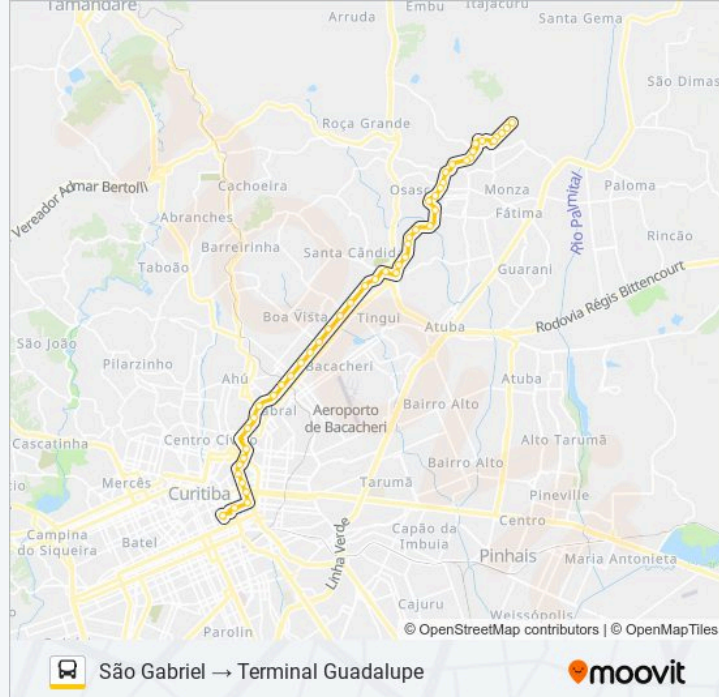 Tamandaré
Arruda
Embu
Itajacuru
Santa Gema
São Dimas
Roça Grande
Vereador Admar Bertolli
Cachoeira
Osasco
Monza
Paloma
Abranches
Fátima
Rio Palmital
Barreirinha
Santa Cândida
Rincão
Taboão
Guarani
Rodovia Régis Bittencourt
Boa Vista
Tingui
Atuba
São João
Pilarzinho
Ahú
Bacacheri
Atuba
Cabral
Aeroporto
de Bacacheri
Bairro Alto
Cascatinha
Centro Cívico
Alto Tarumã
Bairro Alto
Mercês
Curitiba
Tarumã
Pineville
Centro
Campina
do Siqueira
Batel
Linha Verde
Capão da
Imbuia
Pinhais
Maria Antonieta
Cajuru
Weissópolis
Parolin
© OpenStreetMap contributors | © OpenMapTiles
São Gabriel → Terminal Guadalupe
moovit